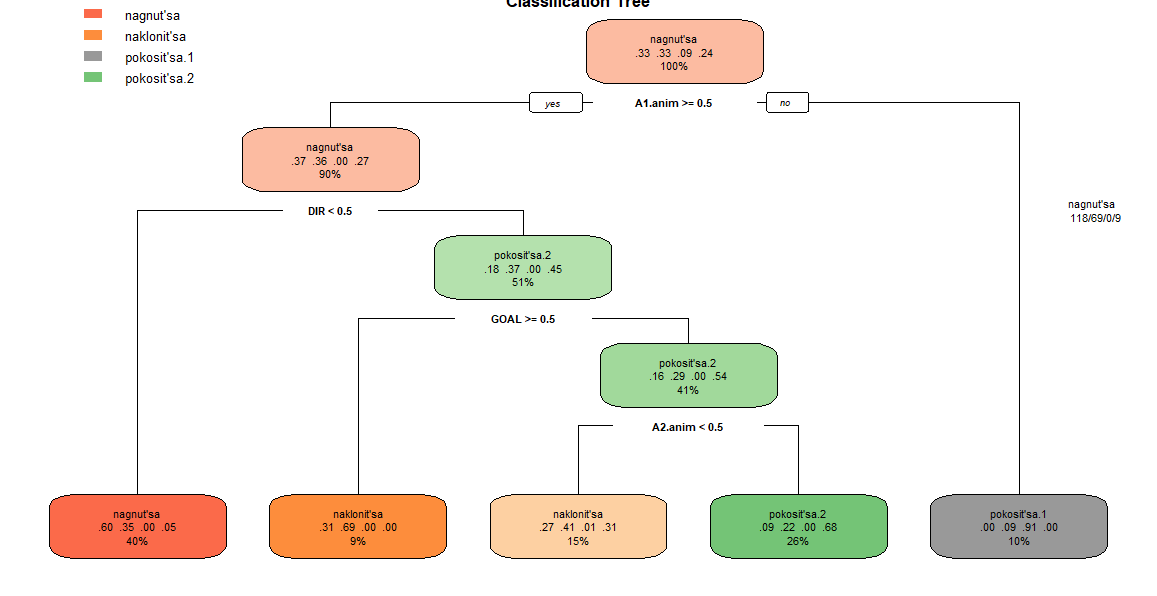 Classification Tree
nagnut'sa
naklonit'sa
pokosit'sa.1
pokosit'sa.2
nagnut'sa
.33 .33 .09 .24
100%
yes
A1.anim >= 0.5
no
nagnut'sa
.37 .36 .00 .27
90%
DIR < 0.5
nagnut'sa
118/69/0/9
pokosit'sa.2
.18 .37 .00 .45
51%
GOAL >= 0.5
pokosit'sa.2
.16 .29 .00 .54
41%
A2.anim < 0.5
nagnut'sa
.60 .35 .00 .05
40%
naklonit'sa
.31 .69 .00 .00
9%
naklonit'sa
.27 .41 .01 .31
15%
pokosit'sa.2
.09 .22 .00 .68
26%
pokosit'sa.1
.00 .09 .91 .00
10%